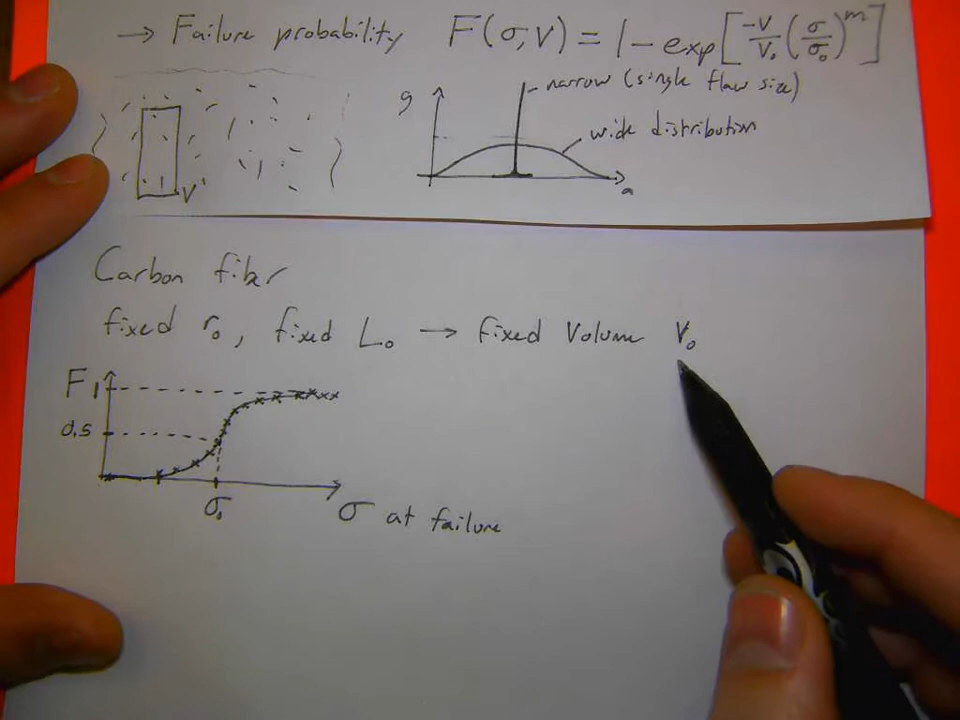 → Failure probability F(σ,V) = 1 - exp[-V/V₀ (σ/σ₀)^m]
g
narrow (single flaw size)
wide distribution
V
a
Carbon fiber
fixed r₀, fixed L₀ → fixed Volume V₀
F
1
0.5
σ₀
σ at failure